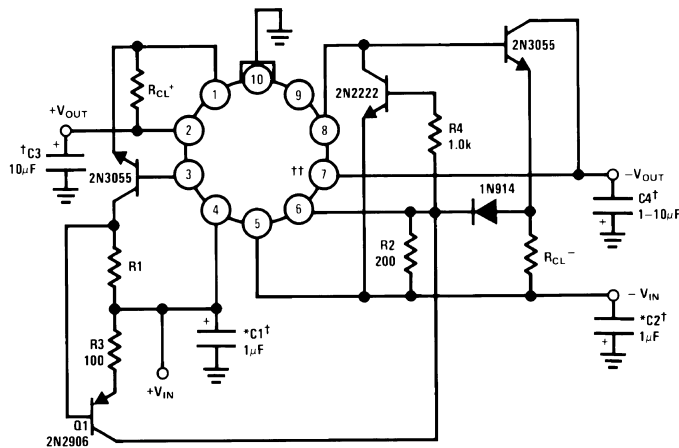 10
2N3055
1
9
2N2222
RCL+
+VOUT
2
8
R4
1.0k
†C3
10μF
+
2N3055
3
††
7
−VOUT
4
6
1N914
C4†
1−10μF
+
5
R1
R2
200
RCL−
− VIN
+
*C1†
1μF
*C2†
1μF
+
R3
100
+VIN
Q1
2N2906